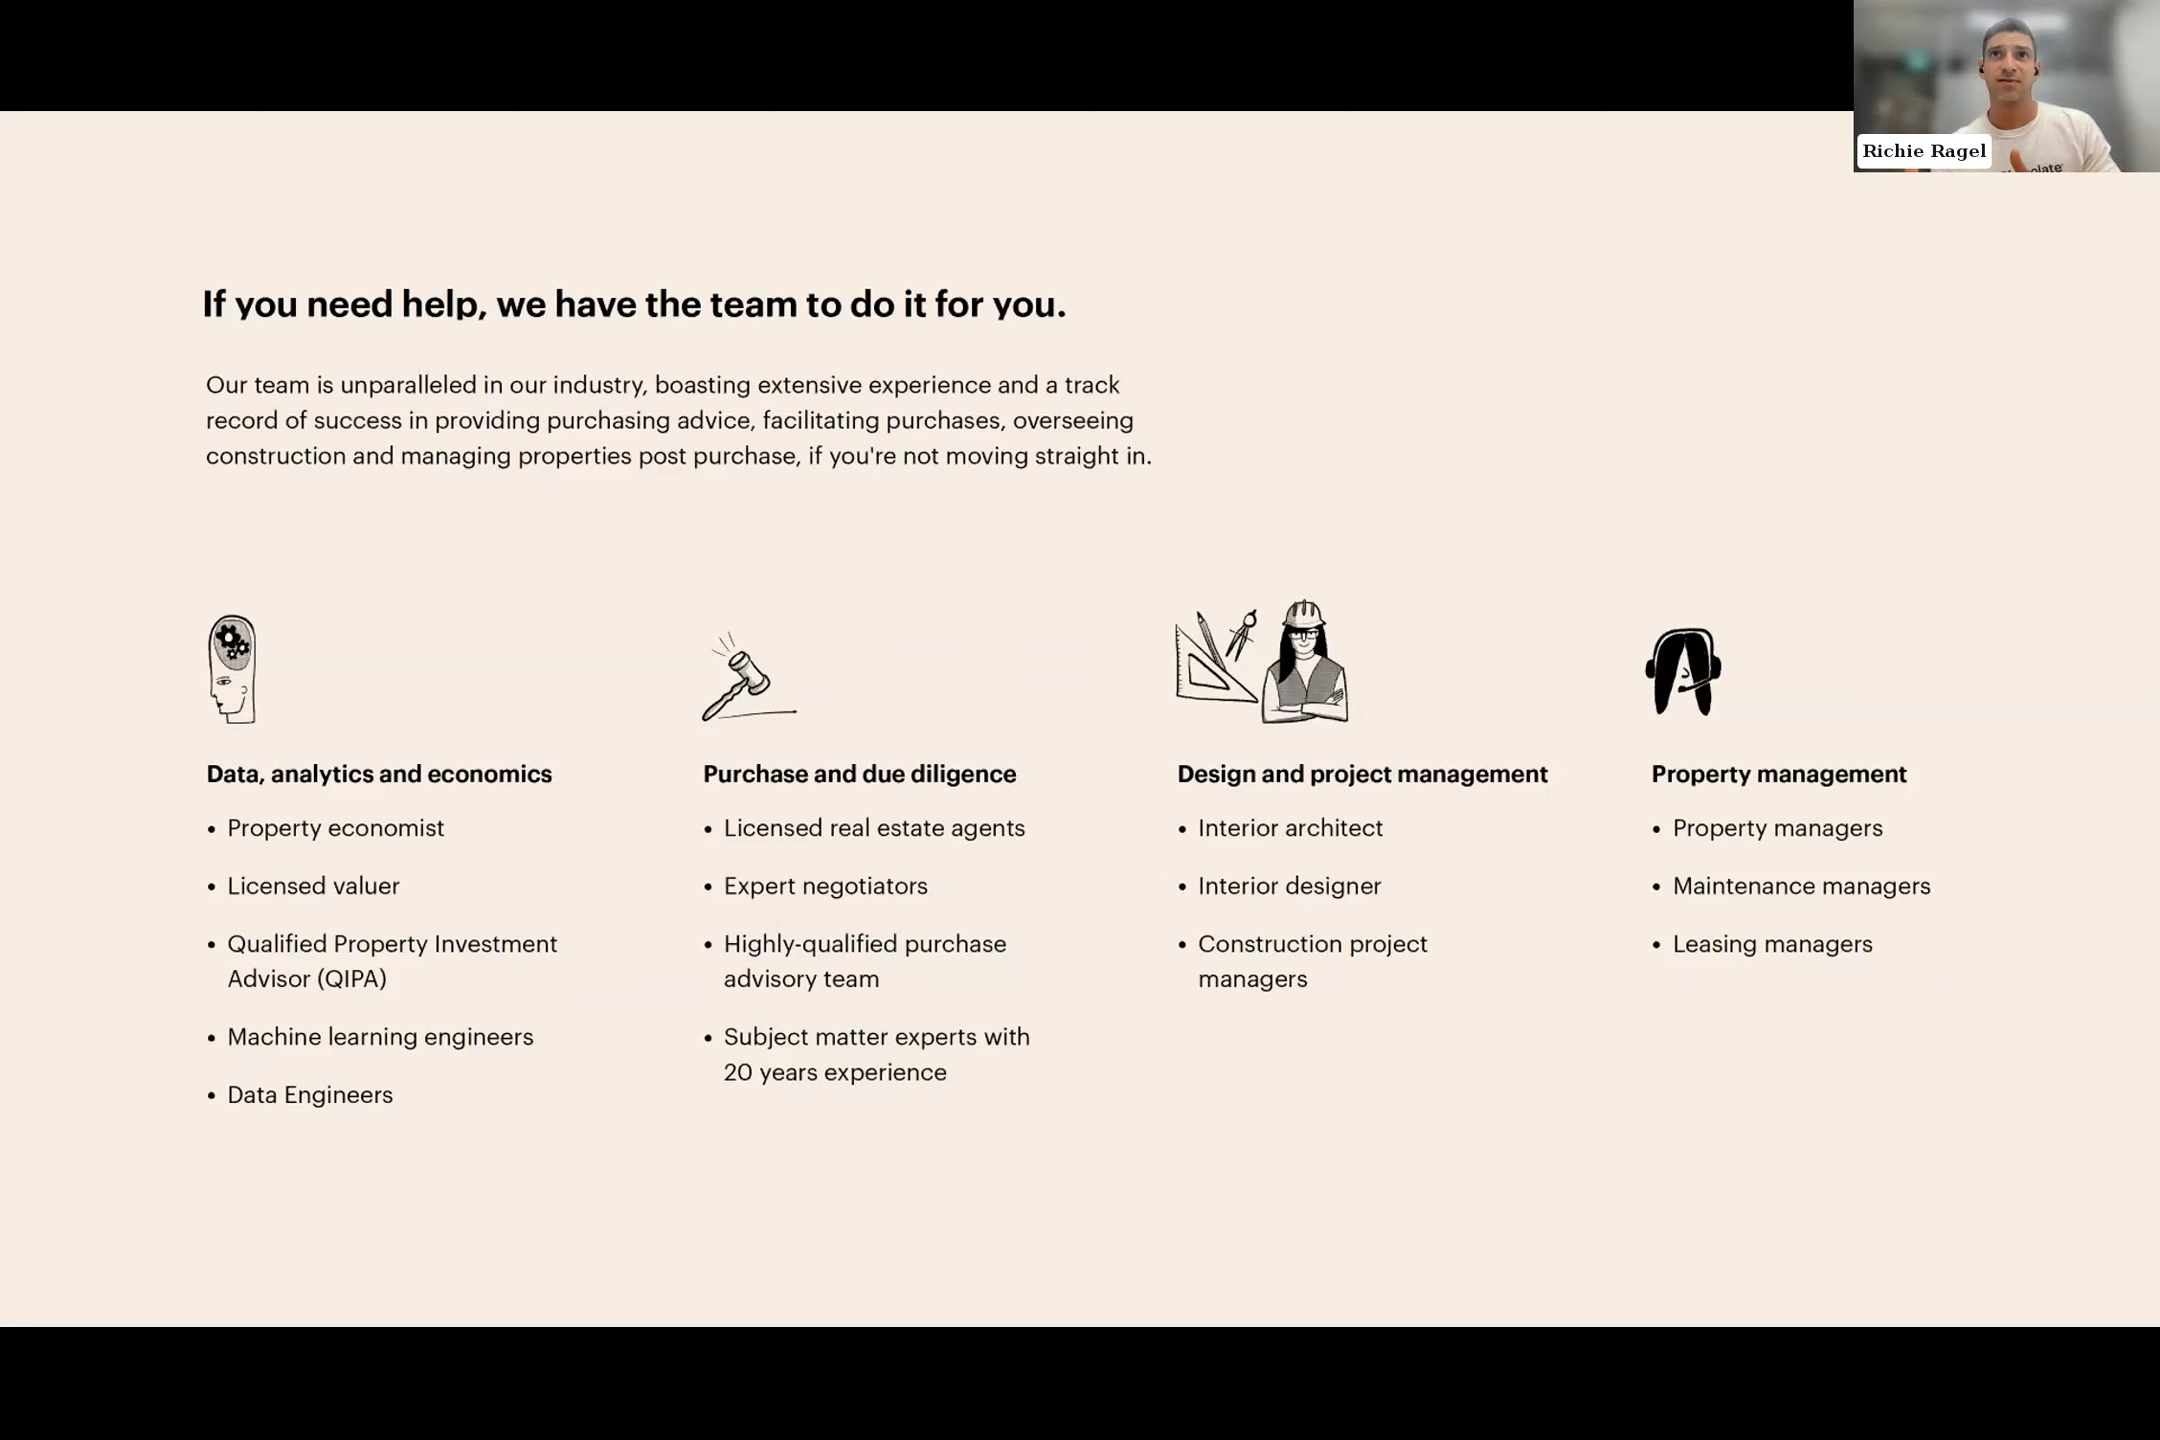 Richie Ragel
If you need help, we have the team to do it for you.
Our team is unparalleled in our industry, boasting extensive experience and a track
record of success in providing purchasing advice, facilitating purchases, overseeing
construction and managing properties post purchase, if you're not moving straight in.
Data, analytics and economics
• Property economist
• Licensed valuer
• Qualified Property Investment
Advisor (QIPA)
• Machine learning engineers
• Data Engineers
Purchase and due diligence
• Licensed real estate agents
• Expert negotiators
• Highly-qualified purchase
advisory team
• Subject matter experts with
20 years experience
Design and project management
• Interior architect
• Interior designer
• Construction project
managers
Property management
• Property managers
• Maintenance managers
• Leasing managers